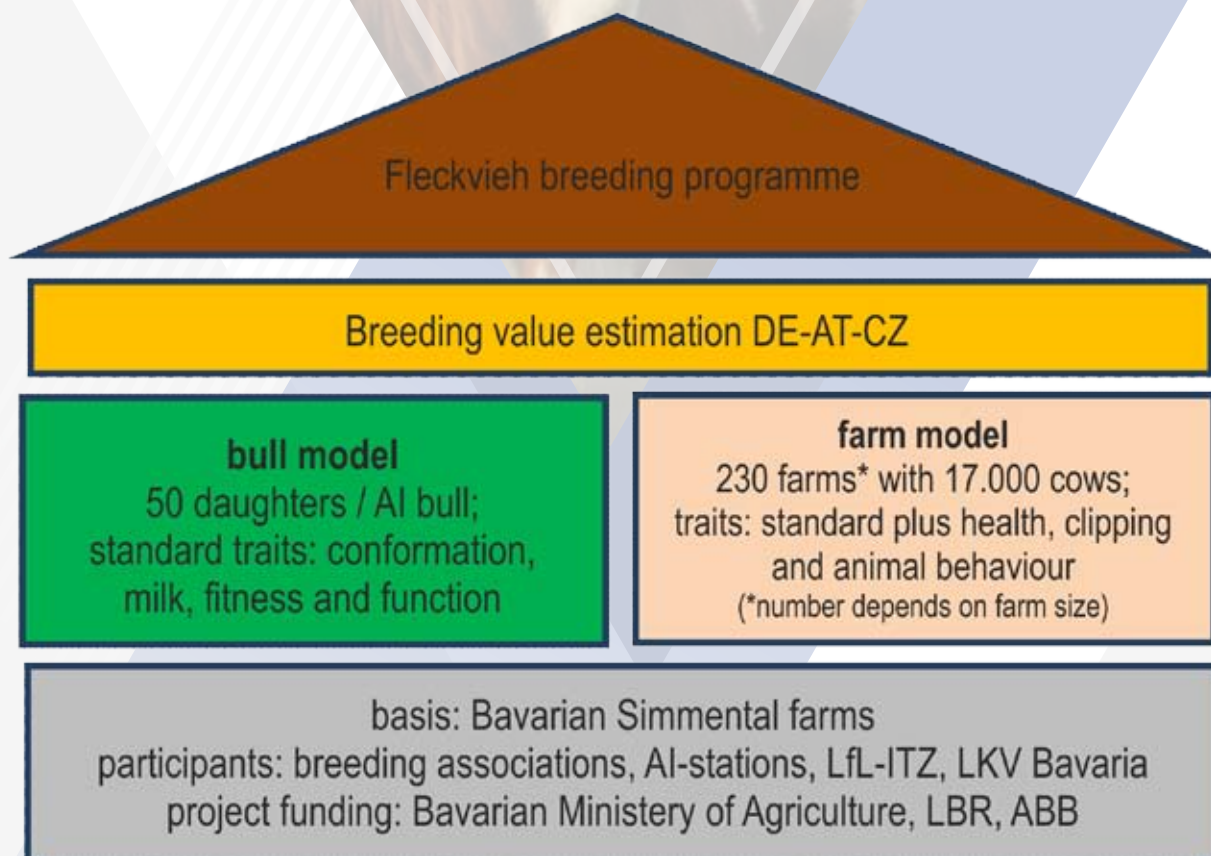 Fleckvieh breeding programme
Breeding value estimation DE-AT-CZ
bull model
50 daughters / AI bull;
standard traits: conformation,
milk, fitness and function
farm model
230 farms* with 17.000 cows;
traits: standard plus health, clipping
and animal behaviour
(*number depends on farm size)
basis: Bavarian Simmental farms
participants: breeding associations, AI-stations, LfL-ITZ, LKV Bavaria
project funding: Bavarian Ministry of Agriculture, LBR, ABB